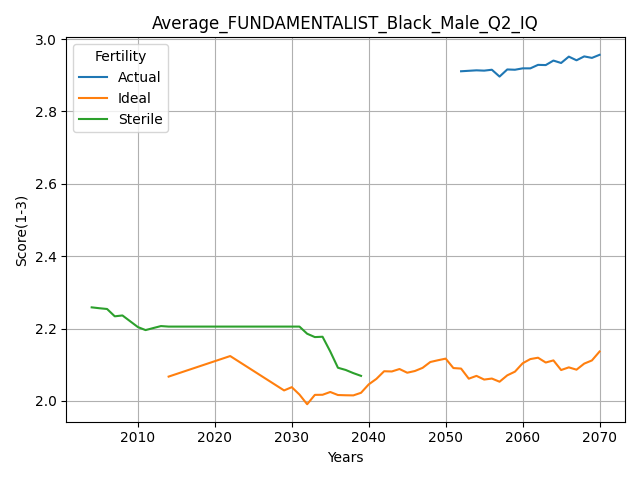 Average_FUNDAMENTALIST_Black_Male_Q2_IQ
Fertility
Actual
Ideal
Sterile
Score(1-3)
3.0
2.8
2.6
2.4
2.2
2.0
2010 2020 2030 2040 2050 2060 2070
Years